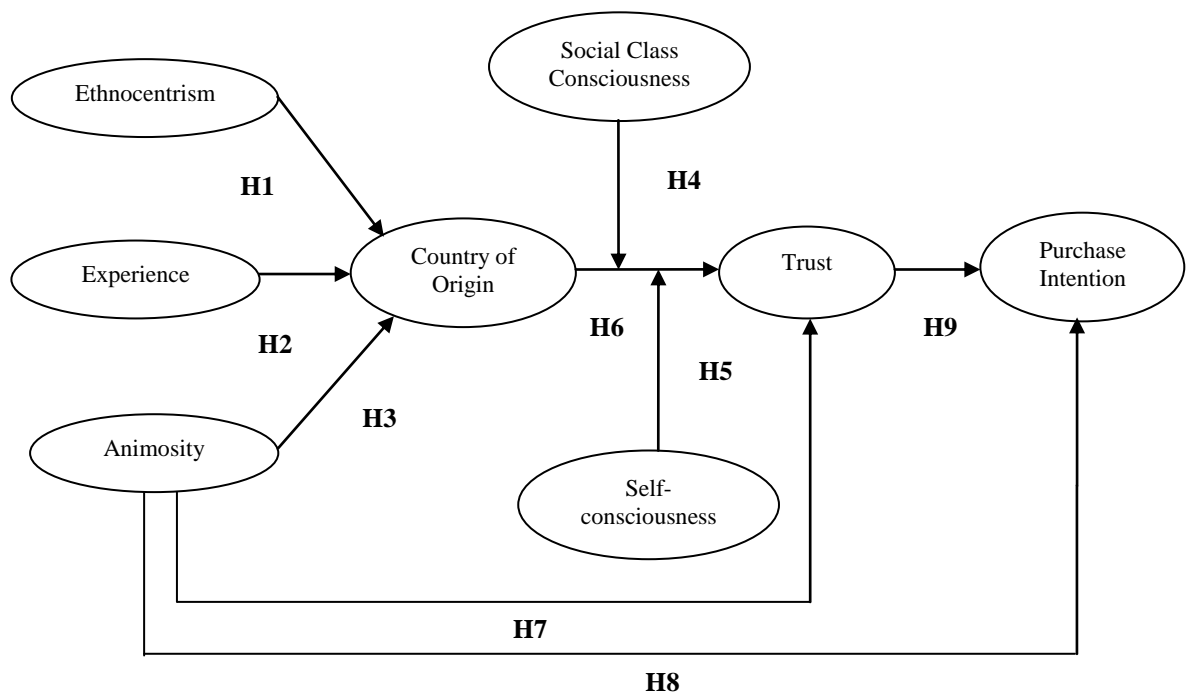 Social Class
Consciousness
Ethnocentrism
H1
H4
Experience
Country of
Origin
Trust
Purchase
Intention
H2
H6
H9
H5
H3
Animosity
Self-
consciousness
H7
H8